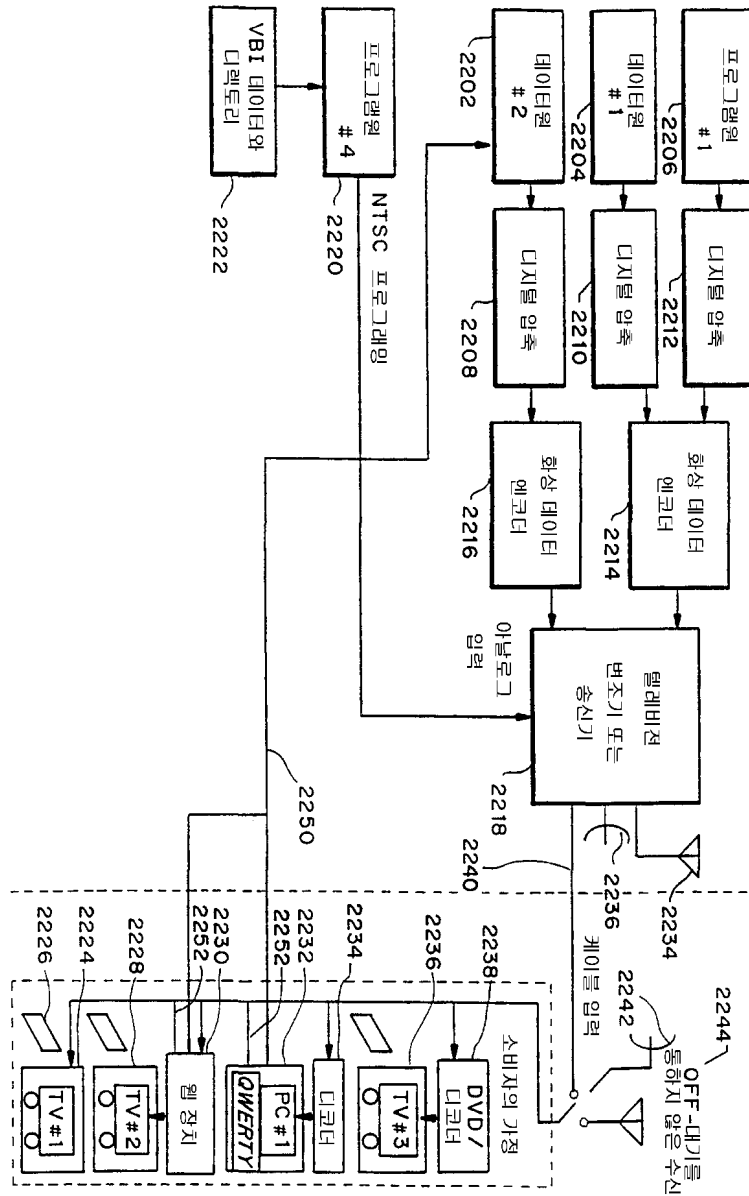 프로그램원
#1
2206
디지털 압축
2212
데이터원
#1
2204
디지털 압축
2210
화상 데이터
엔코더
2214
데이터원
#2
2202
디지털 압축
2208
화상 데이터
엔코더
2216
텔레비전
변조기 또는
송신기
2218
아날로그
입력
프로그램원
#4
2220
NTSC 프로그래밍
VBI 데이터와
디렉토리
2222
2234
2236
2240
2250
2244
OFF-대기를
통하지 않은 수신
2242
케이블 입력
소비자의 가정
DVD/
디코더
2238
TV#3
2236
디코더
2234
PC#1
QWERTY
2232
2252
웹 장치
2230
2252
TV#2
2228
TV#1
2224
2226